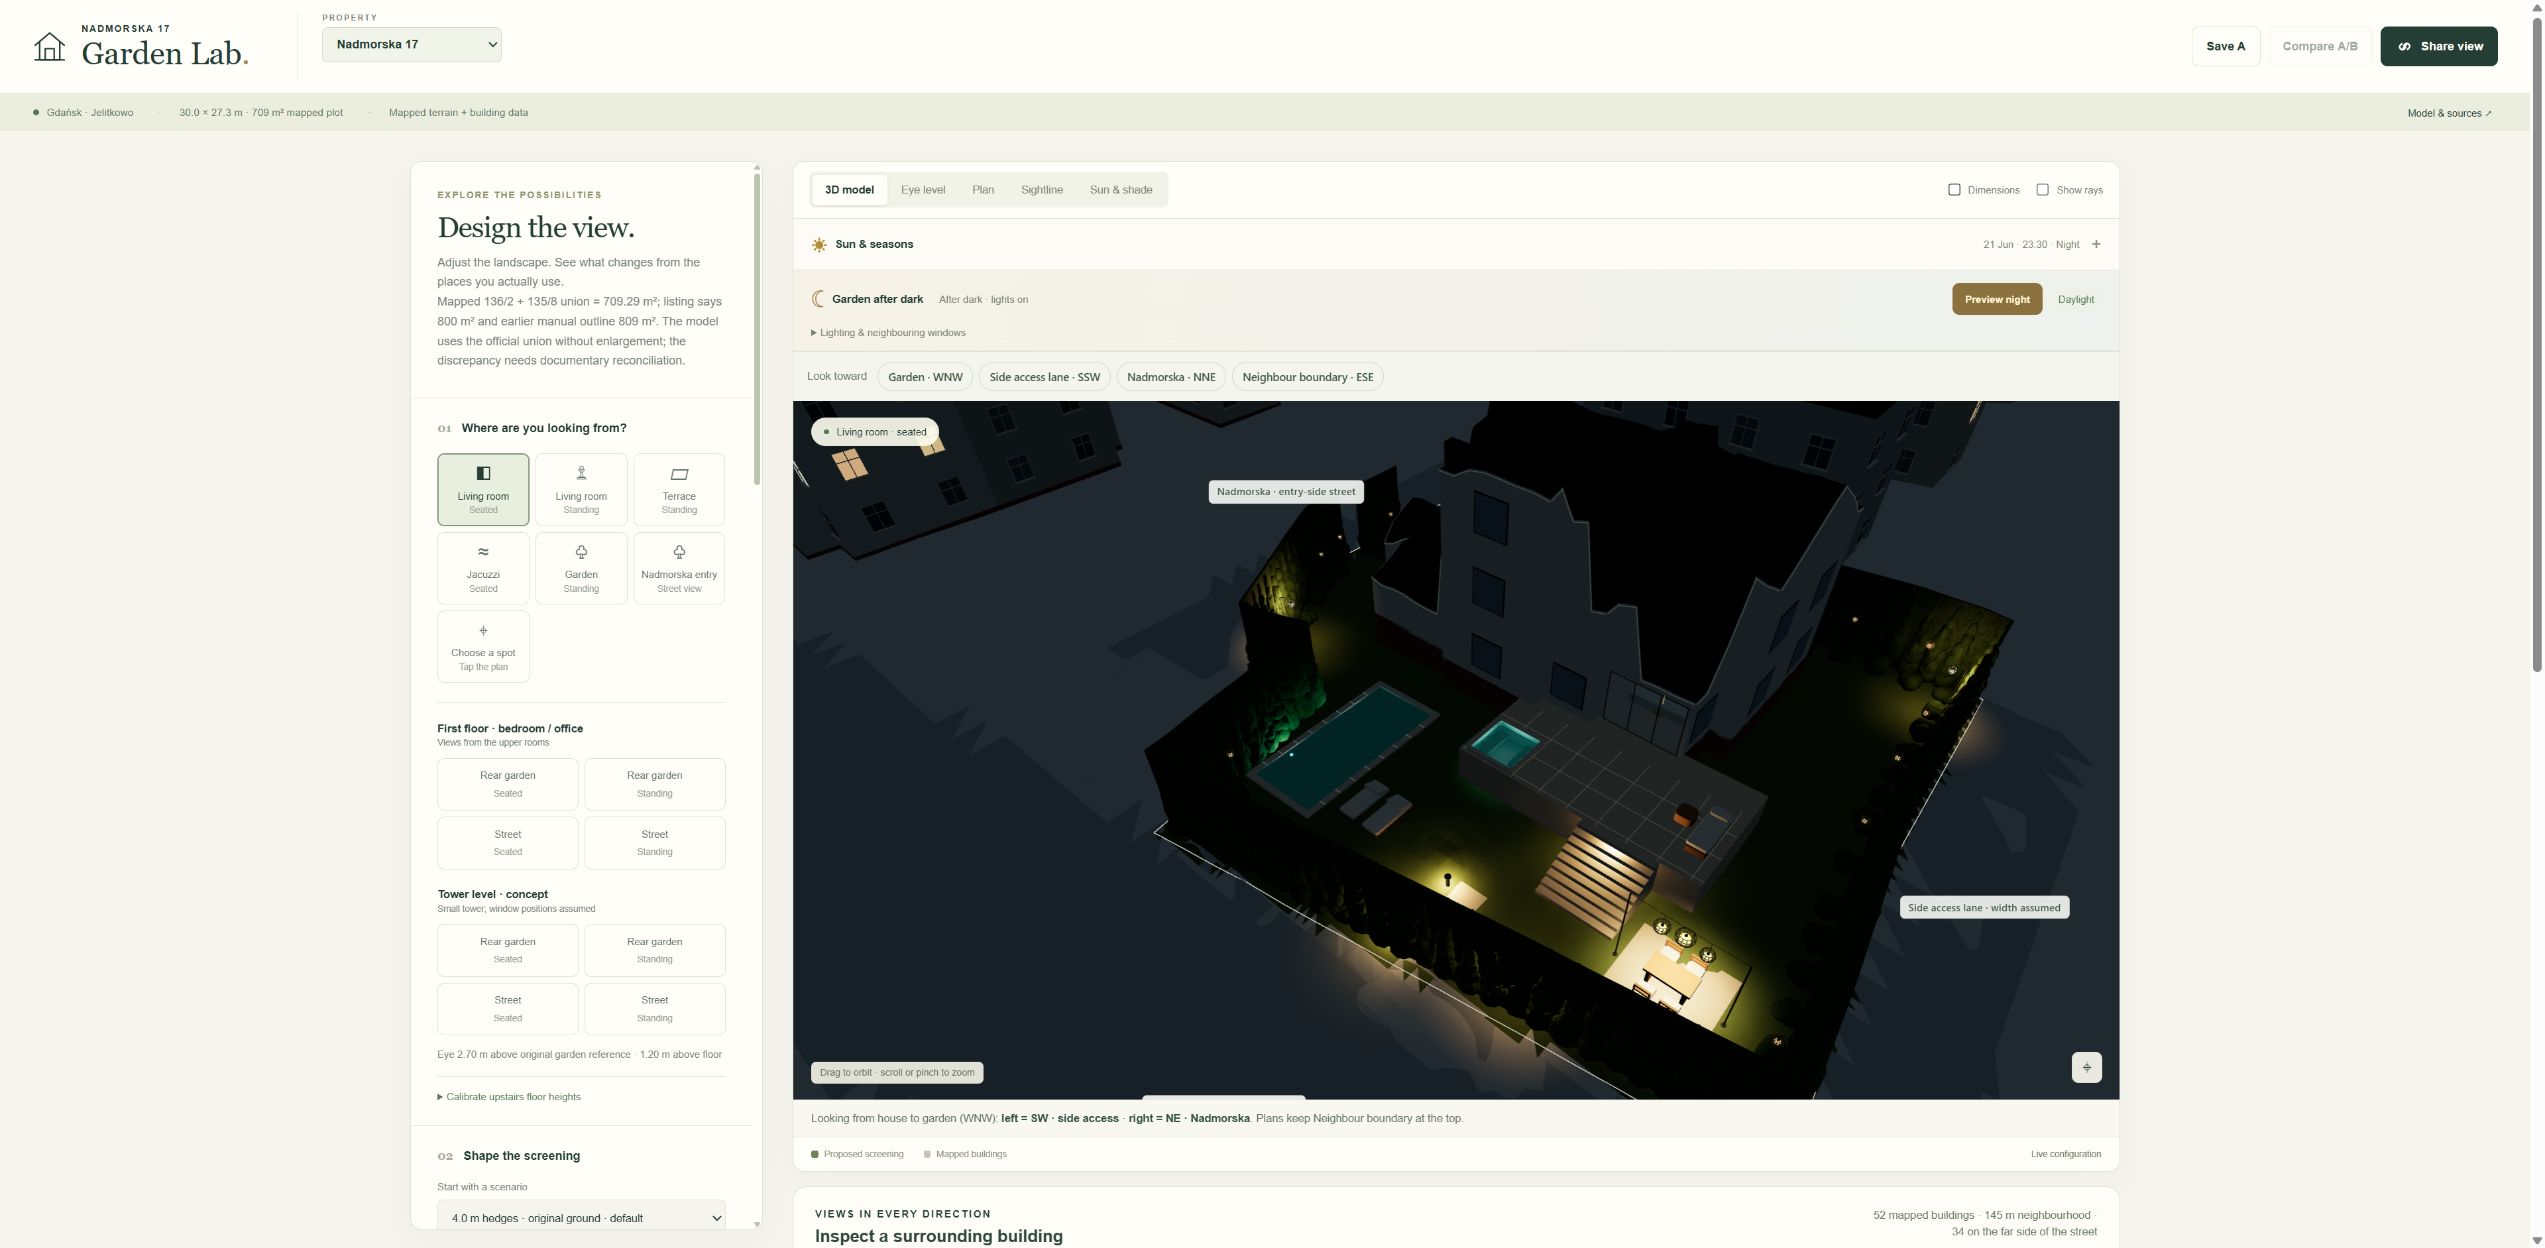 NADMORSKA 17
Garden Lab.
PROPERTY
Nadmorska 17
Save A
Compare A/B
Share view
Gdańsk · Jelitkowo · 30.0 × 27.3 m · 709 m² mapped plot · Mapped terrain + building data
Model & sources ↗
EXPLORE THE POSSIBILITIES
Design the view.
Adjust the landscape. See what changes from the
places you actually use.
Mapped 136/2 + 135/8 union = 709.29 m²; listing says
800 m² and earlier manual outline 809 m². The model
uses the official union without enlargement; the
discrepancy needs documentary reconciliation.
01 Where are you looking from?
Living room
Seated
Living room
Standing
Terrace
Standing
Jacuzzi
Seated
Garden
Standing
Nadmorska entry
Street view
Choose a spot
Tap the plan
First floor · bedroom / office
Views from the upper rooms
Rear garden
Seated
Rear garden
Standing
Street
Seated
Street
Standing
Tower level · concept
Small tower; window positions assumed
Rear garden
Seated
Rear garden
Standing
Street
Seated
Street
Standing
Eye 2.70 m above original garden reference · 1.20 m above floor
▶ Calibrate upstairs floor heights
02 Shape the screening
Start with a scenario
4.0 m hedges · original ground · default
3D model
Eye level
Plan
Sightline
Sun & shade
Dimensions
Show rays
Sun & seasons
21 Jun · 23:30 · Night +
Garden after dark
After dark · lights on
Preview night
Daylight
▶ Lighting & neighbouring windows
Look toward
Garden · WNW
Side access lane · SSW
Nadmorska · NNE
Neighbour boundary · ESE
Living room · seated
Nadmorska · entry-side street
Side access lane · width assumed
Drag to orbit · scroll or pinch to zoom
Looking from house to garden (WNW): left = SW · side access · right = NE · Nadmorska. Plans keep Neighbour boundary at the top.
Proposed screening
Mapped buildings
Live configuration
VIEWS IN EVERY DIRECTION
Inspect a surrounding building
52 mapped buildings · 145 m neighbourhood ·
34 on the far side of the street